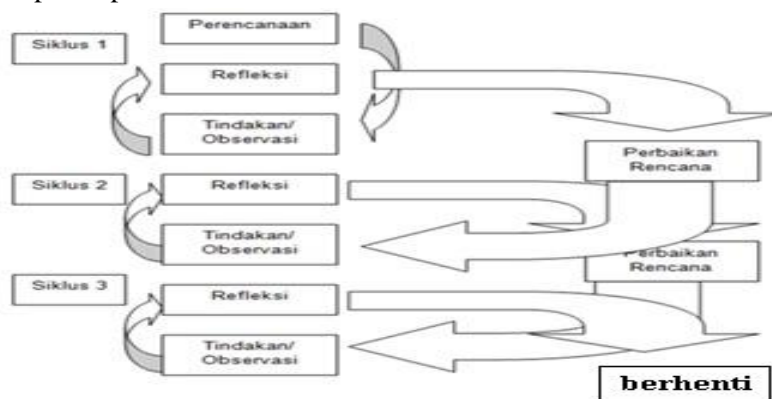 Siklus 1
Perencanaan
Refleksi
Tindakan/
Observasi
Perbaikan
Rencana
Siklus 2
Refleksi
Tindakan/
Observasi
Perbaikan
Rencana
Siklus 3
Refleksi
Tindakan/
Observasi
berhenti